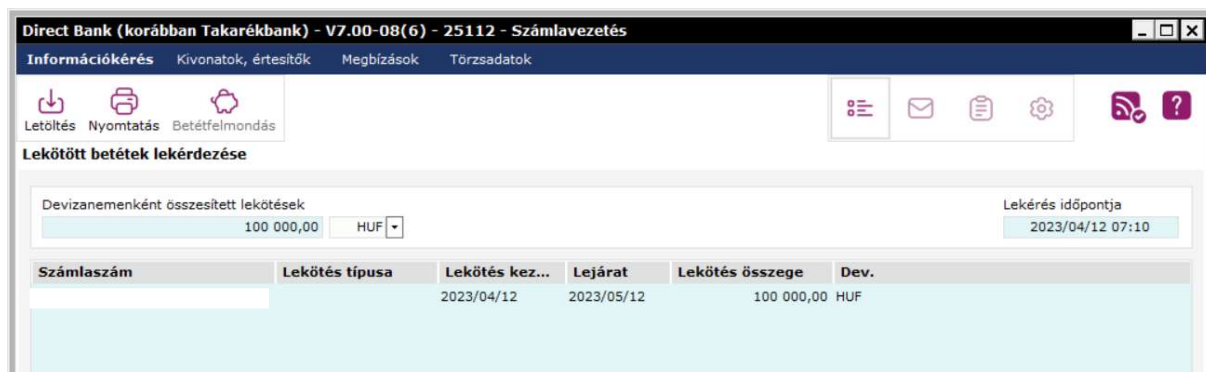 Direct Bank (korábban Takarékbank) - V7.00-08(6) - 25112 - Számlavezetés
Információkérés Kivonatok, értesítők Megbízások Törzsadatok
Letöltés Nyomtatás Betétfelmondás
?
Lekötött betétek lekérdezése
Devizanemenként összesített lekötések Lekérés időpontja
100 000,00 HUF 2023/04/12 07:10
Számlaszám Lekötés típusa Lekötés kez... Lejárat Lekötés összege Dev.
2023/04/12 2023/05/12 100 000,00 HUF